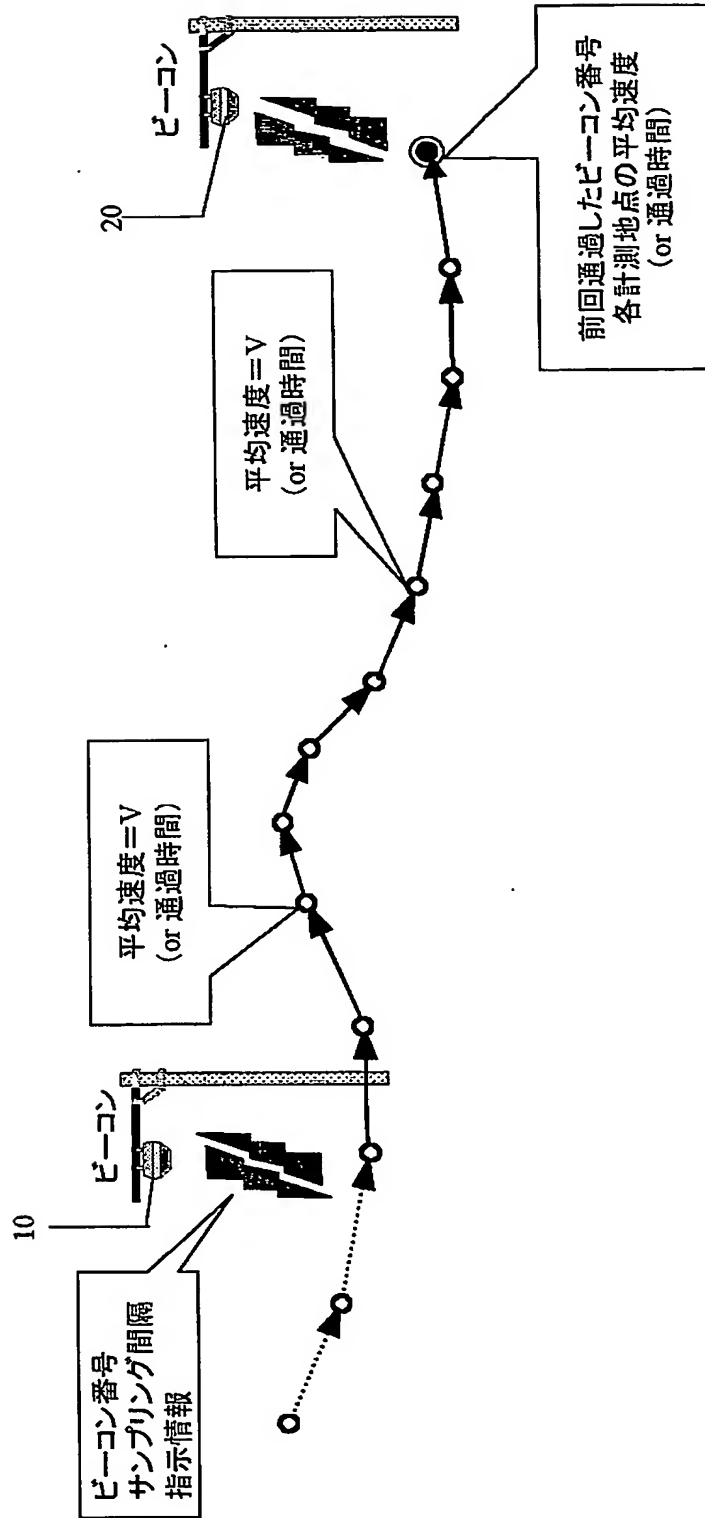 10
ビーコン
ビーコン番号
サンプリング間隔
指示情報
平均速度=V
(or 通過時間)
平均速度=V
(or 通過時間)
20
ビーコン
前回通過したビーコン番号
各計測地点の平均速度
(or 通過時間)